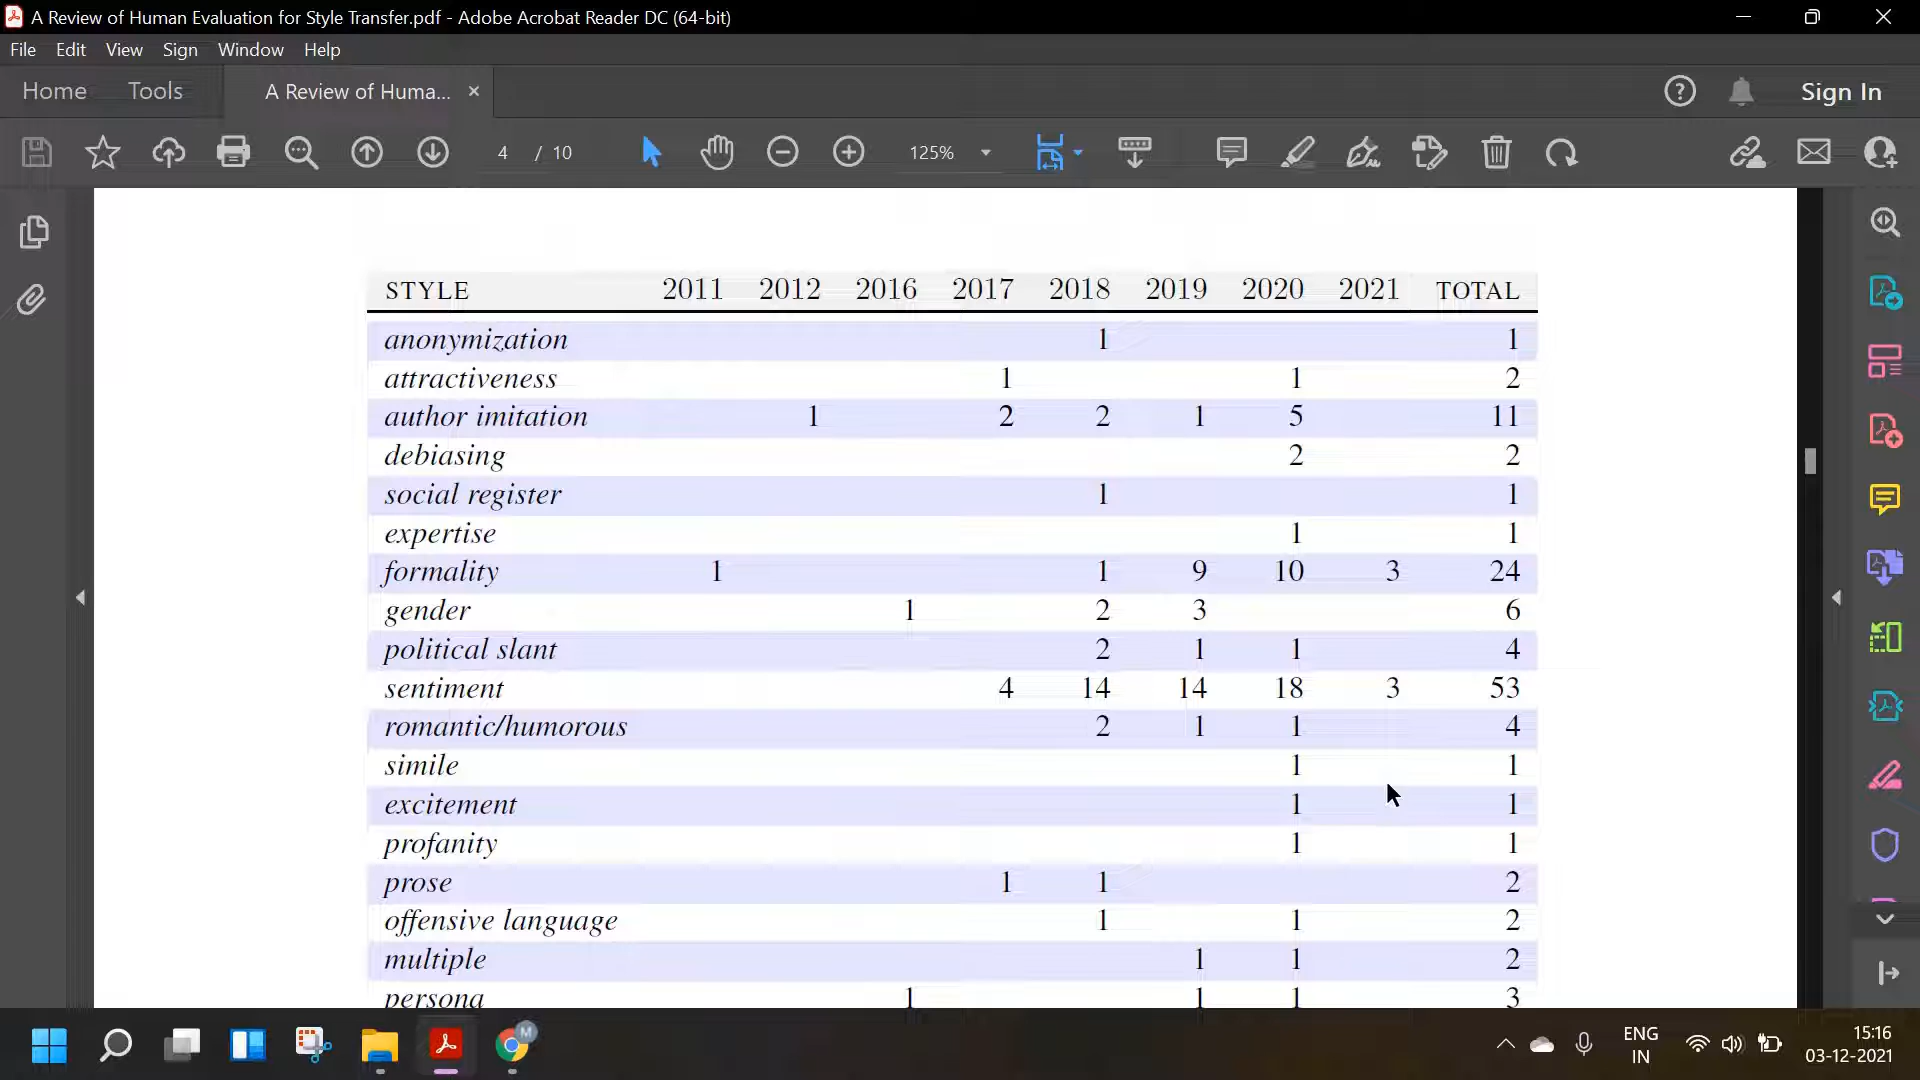 A Review of Human Evaluation for Style Transfer.pdf - Adobe Acrobat Reader DC (64-bit)
File Edit View Sign Window Help
Home Tools A Review of Huma... × Sign In
4 / 10 125%
STYLE 2011 2012 2016 2017 2018 2019 2020 2021 TOTAL
anonymization 1 1
attractiveness 1 1 2
author imitation 1 2 2 1 5 11
debiasing 2 2
social register 1 1
expertise 1 1
formality 1 1 9 10 3 24
gender 1 2 3 6
political slant 2 1 1 4
sentiment 4 14 14 18 3 53
romantic/humorous 2 1 1 4
simile 1 1
excitement 1 1
profanity 1 1
prose 1 1 2
offensive language 1 1 2
multiple 1 1 2
persona 1 1 1 3
M
ENG
IN
15:16
03-12-2021